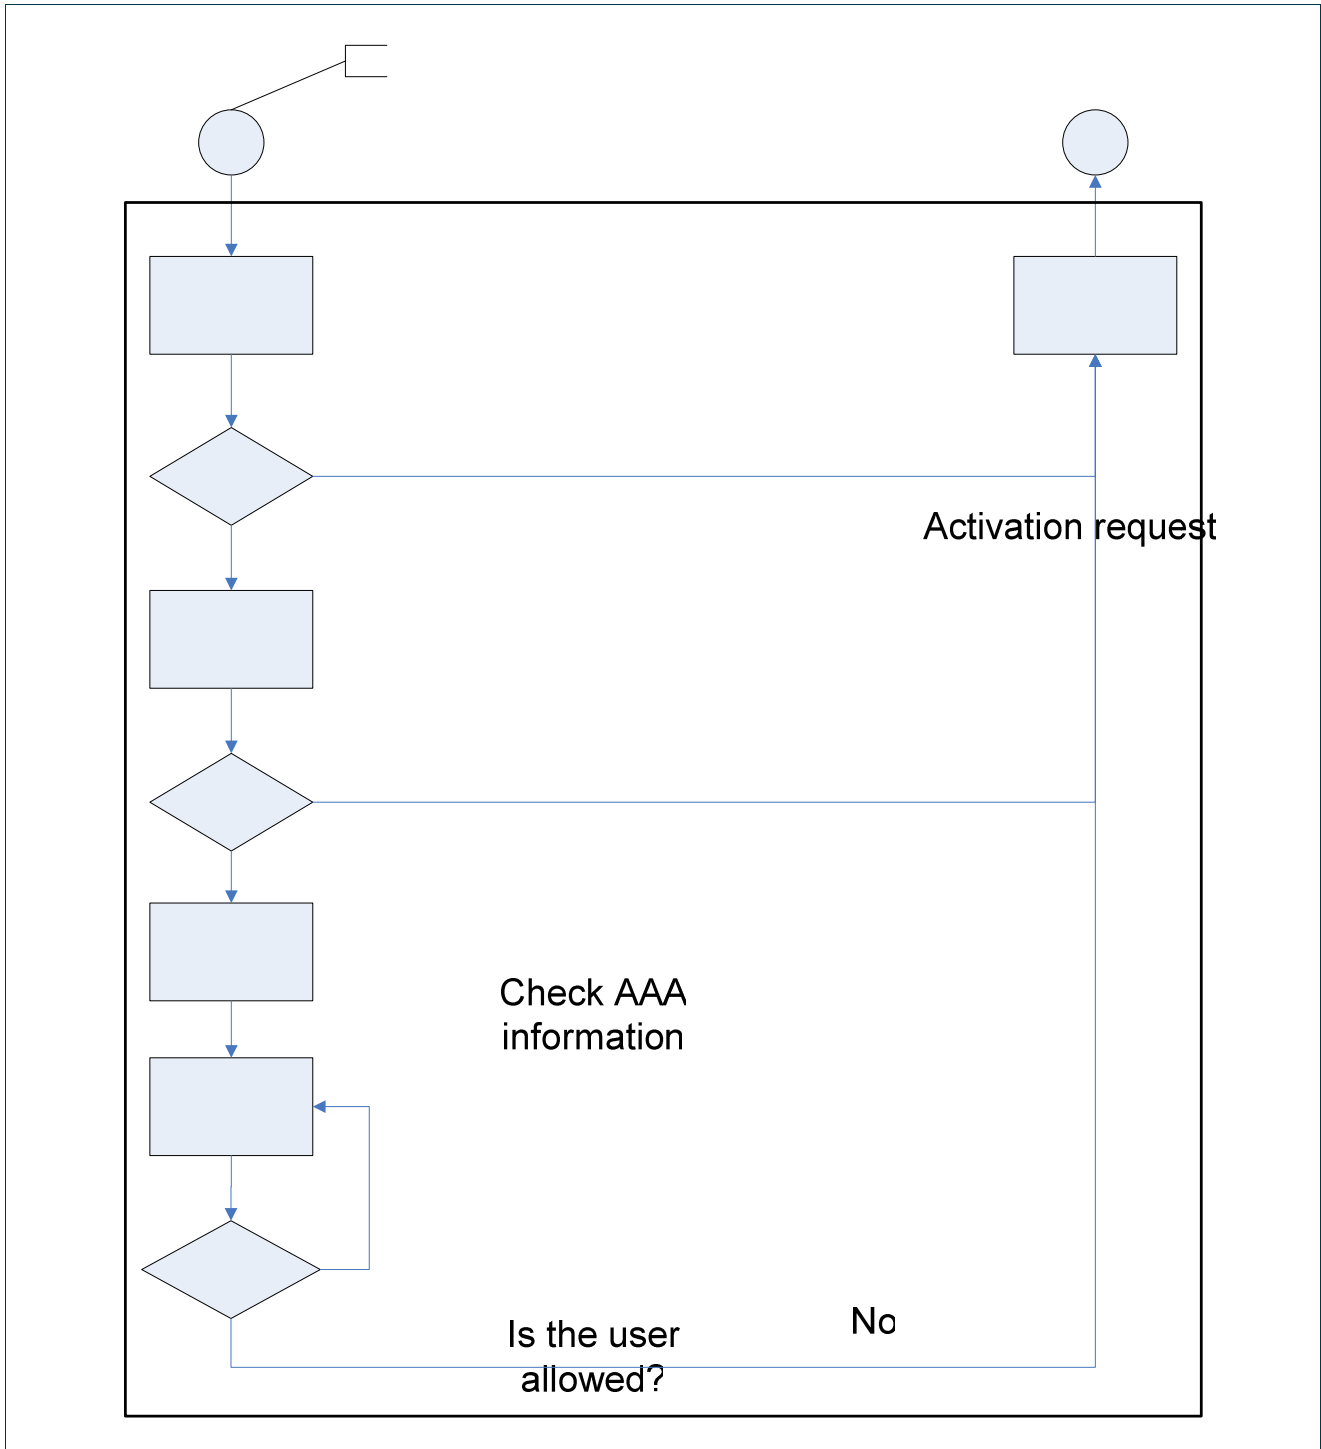 Activation request
Check AAA
information
Is the user
allowed?
No